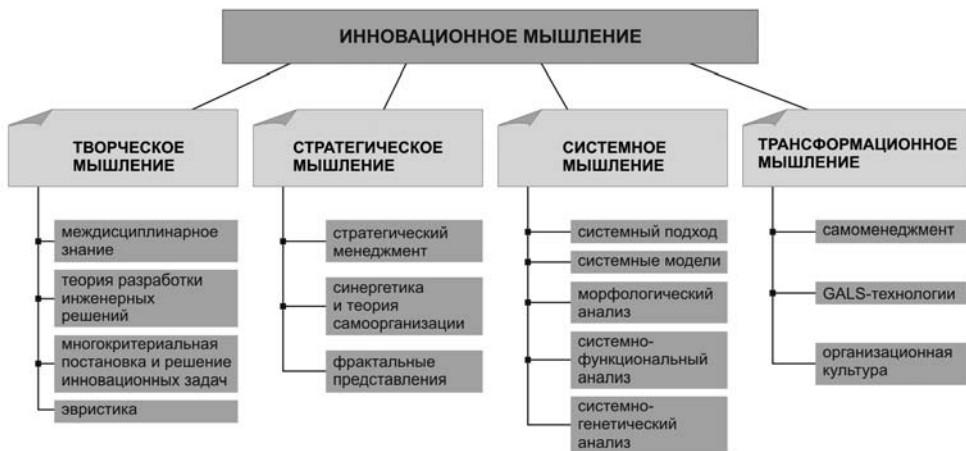 ИННОВАЦИОННОЕ МЫШЛЕНИЕ
ТВОРЧЕСКОЕ
МЫШЛЕНИЕ
междисциплинарное
знание
теория разработки
инженерных
решений
многокритериальная
постановка и решение
инновационных задач
эвристика
СТРАТЕГИЧЕСКОЕ
МЫШЛЕНИЕ
стратегический
менеджмент
синергетика
и теория
самоорганизации
фрактальные
представления
СИСТЕМНОЕ
МЫШЛЕНИЕ
системный подход
системные модели
морфологический
анализ
системно-
функциональный
анализ
системно-
генетический
анализ
ТРАНСФОРМАЦИОННОЕ
МЫШЛЕНИЕ
самоменеджмент
GALS-технологии
организационная
культура